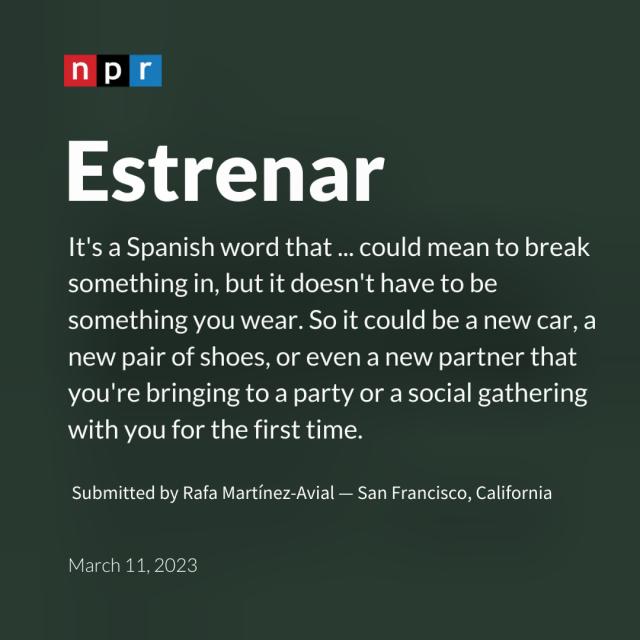 npr
Estrenar
It's a Spanish word that ... could mean to break
something in, but it doesn't have to be
something you wear. So it could be a new car, a
new pair of shoes, or even a new partner that
you're bringing to a party or a social gathering
with you for the first time.
Submitted by Rafa Martínez-Avial — San Francisco, California
March 11, 2023